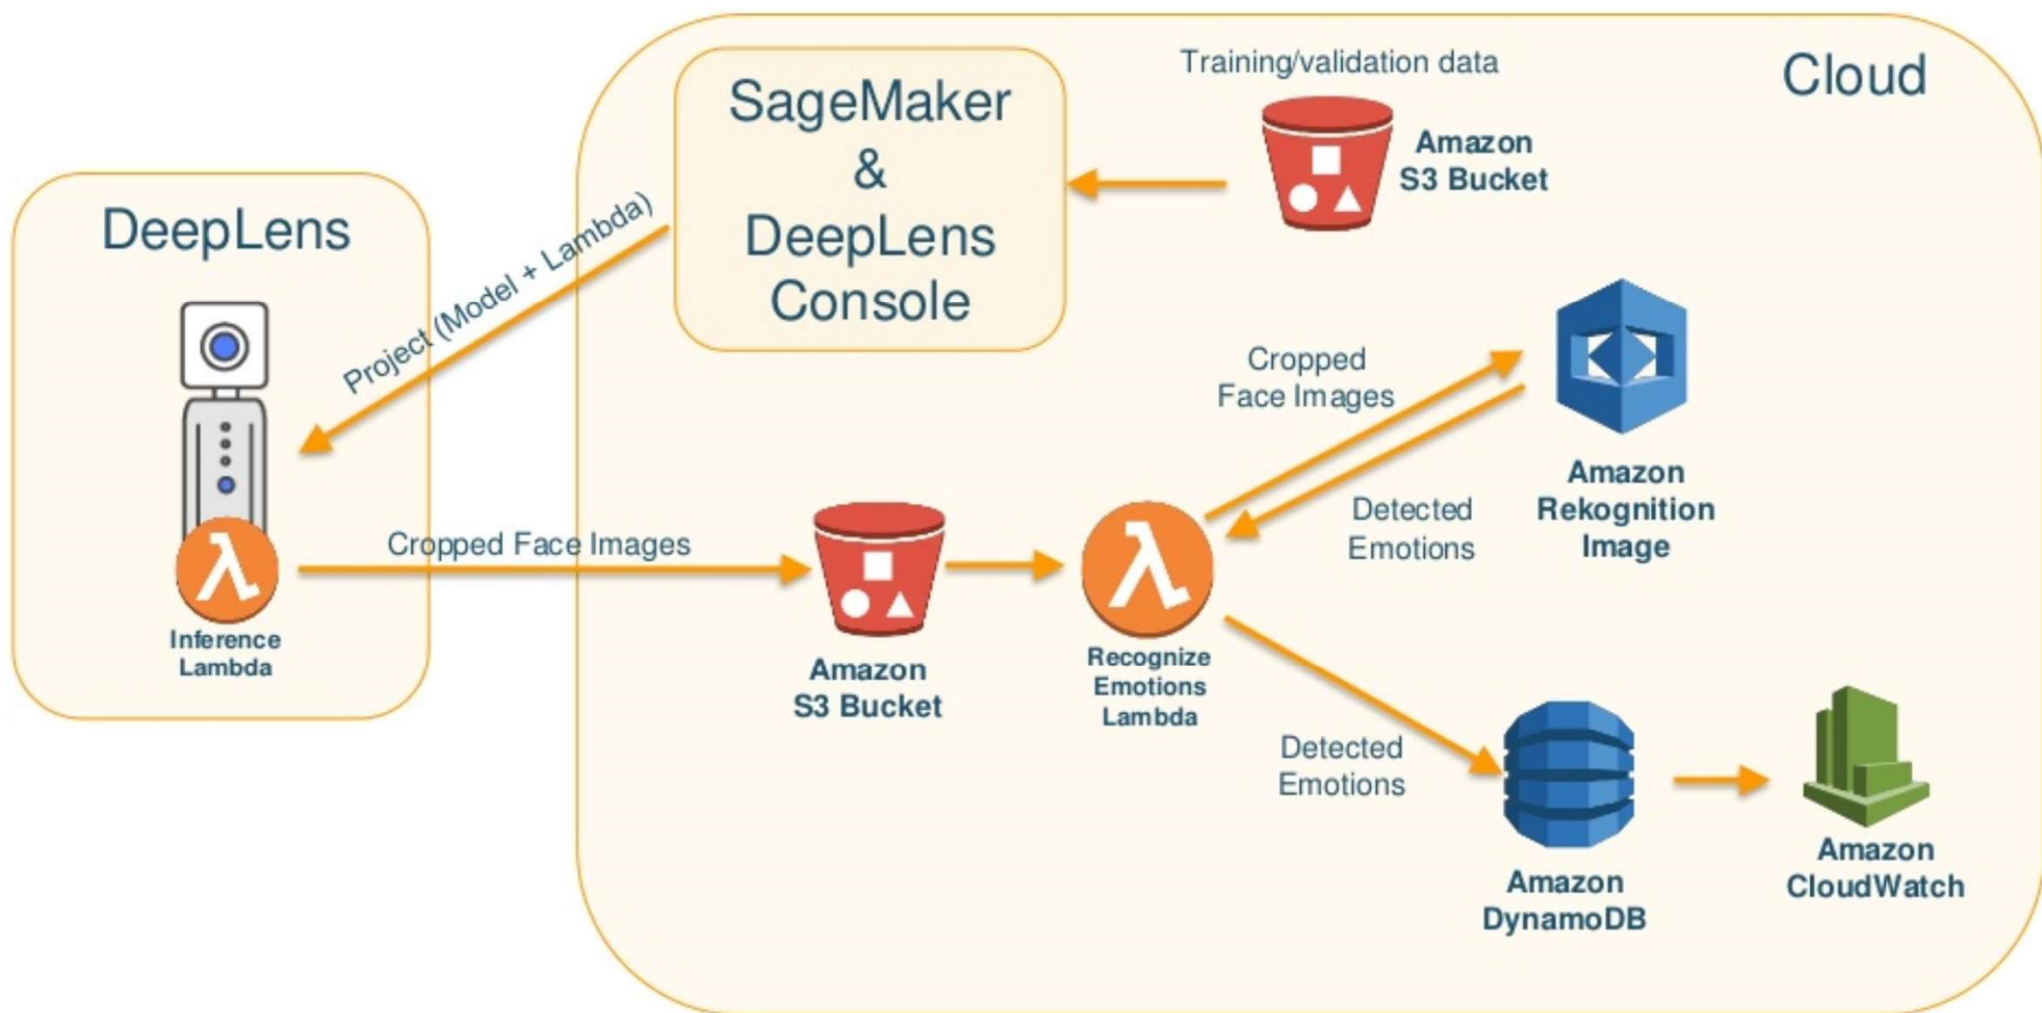 Cloud
Training/validation data
Amazon
S3 Bucket
SageMaker
&
DeepLens
Console
DeepLens
Project (Model + Lambda)
Inference
Lambda
Cropped Face Images
Amazon
S3 Bucket
Recognize
Emotions
Lambda
Cropped
Face Images
Detected
Emotions
Amazon
Rekognition
Image
Detected
Emotions
Amazon
DynamoDB
Amazon
CloudWatch